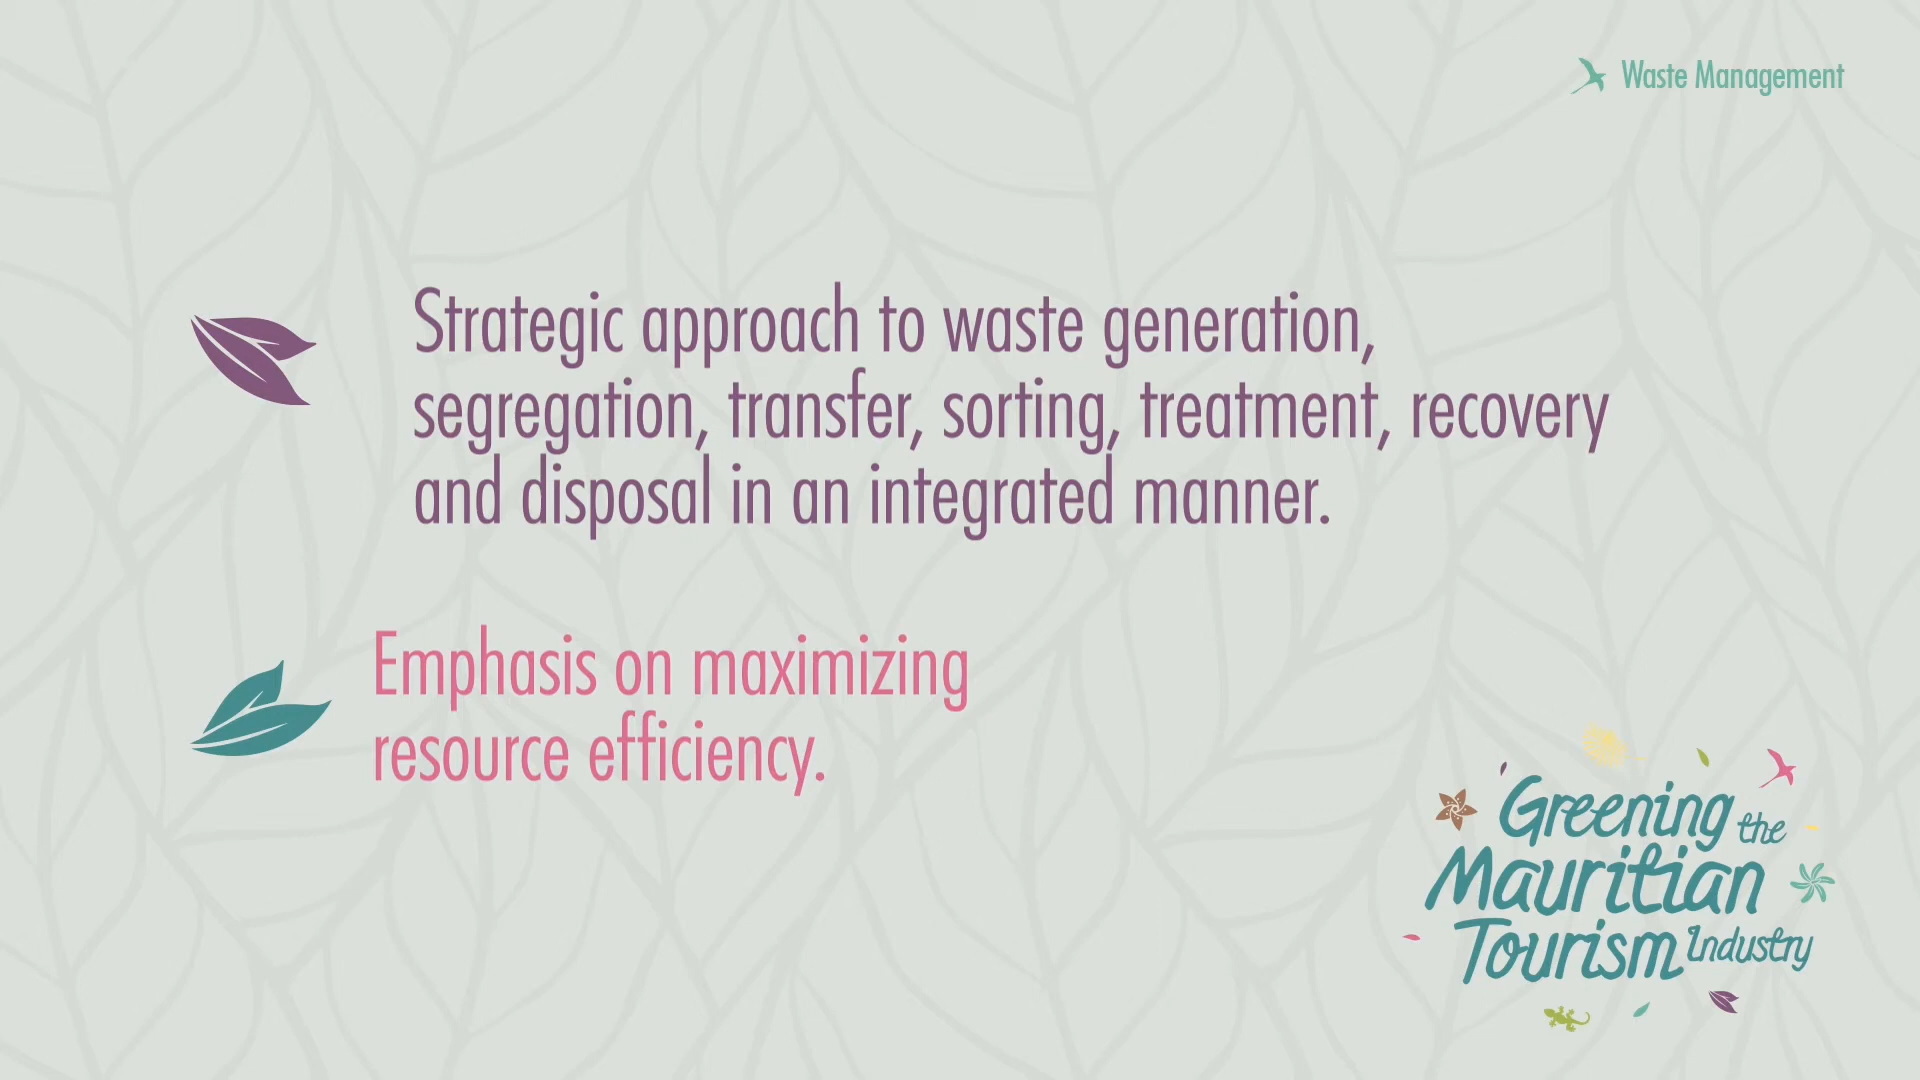 Waste Management
Strategic approach to waste generation,
segregation, transfer, sorting, treatment, recovery
and disposal in an integrated manner.
Emphasis on maximizing
resource efficiency.
Greening the
Mauritian
Tourism Industry